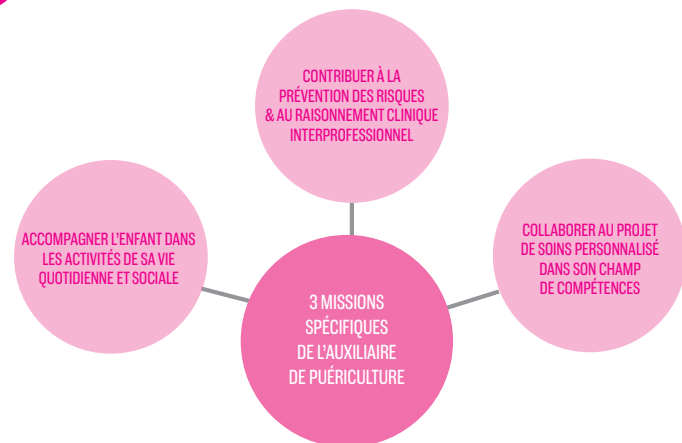 CONTRIBUER À LA
PRÉVENTION DES RISQUES
& AU RAISONNEMENT CLINIQUE
INTERPROFESSIONNEL
ACCOMPAGNER L'ENFANT DANS
LES ACTIVITÉS DE SA VIE
QUOTIDIENNE ET SOCIALE
COLLABORER AU PROJET
DE SOINS PERSONNALISÉ
DANS SON CHAMP
DE COMPÉTENCES
3 MISSIONS
SPÉCIFIQUES
DE L'AUXILIAIRE
DE PUÉRICULTURE